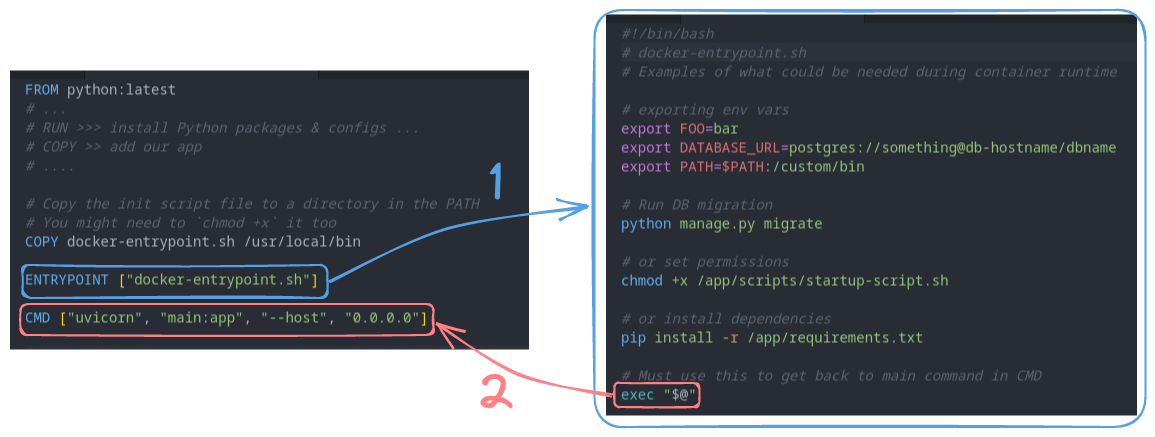 FROM python:latest
# ...
# RUN >>> install Python packages & configs ...
# COPY >> add our app
# ....
# Copy the init script file to a directory in the PATH
# You might need to `chmod +x` it too
COPY docker-entrypoint.sh /usr/local/bin
ENTRYPOINT ["docker-entrypoint.sh"]
CMD ["uvicorn", "main:app", "--host", "0.0.0.0"]
1
2
#!/bin/bash
# docker-entrypoint.sh
# Examples of what could be needed during container runtime
# exporting env vars
export FOO=bar
export DATABASE_URL=postgres://something@db-hostname/dbname
export PATH=$PATH:/custom/bin
# Run DB migration
python manage.py migrate
# or set permissions
chmod +x /app/scripts/startup-script.sh
# or install dependencies
pip install -r /app/requirements.txt
# Must use this to get back to main command in CMD
exec "$@"